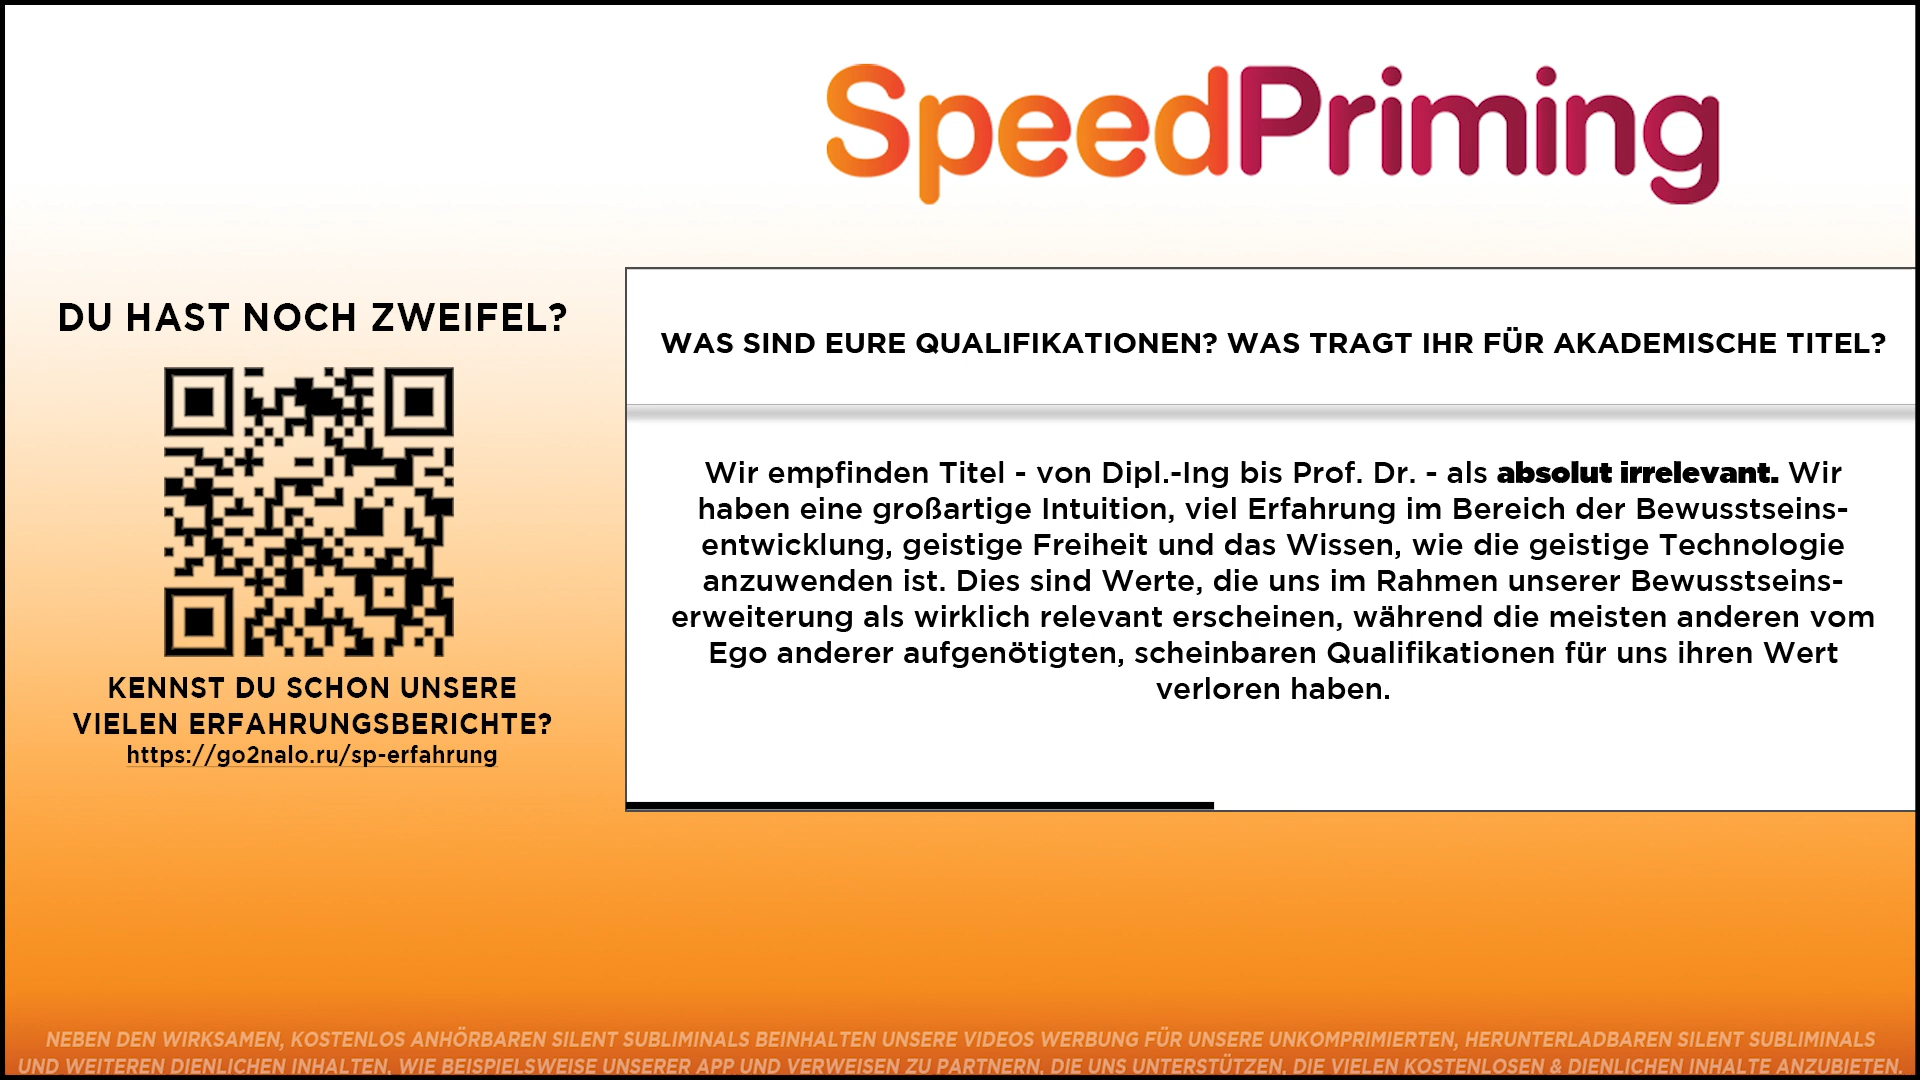 SpeedPriming
DU HAST NOCH ZWEIFEL?
KENNST DU SCHON UNSERE
VIELEN ERFAHRUNGSBERICHTE?
https://go2nalo.ru/sp-erfahrung
WAS SIND EURE QUALIFIKATIONEN? WAS TRAGT IHR FÜR AKADEMISCHE TITEL?
Wir empfinden Titel - von Dipl.-Ing bis Prof. Dr. - als absolut irrelevant. Wir
haben eine großartige Intuition, viel Erfahrung im Bereich der Bewusstseins-
entwicklung, geistige Freiheit und das Wissen, wie die geistige Technologie
anzuwenden ist. Dies sind Werte, die uns im Rahmen unserer Bewusstseins-
erweiterung als wirklich relevant erscheinen, während die meisten anderen vom
Ego anderer aufgenötigten, scheinbaren Qualifikationen für uns ihren Wert
verloren haben.
NEBEN DEN WIRKSAMEN, KOSTENLOS ANHÖRBAREN SILENT SUBLIMINALS BEINHALTEN UNSERE VIDEOS WERBUNG FÜR UNSERE UNKOMPRIMIERTEN, HERUNTERLADBAREN SILENT SUBLIMINALS
UND WEITEREN DIENLICHEN INHALTEN, WIE BEISPIELSWEISE UNSERER APP UND VERWEISEN ZU PARTNERN, DIE UNS UNTERSTÜTZEN, DIE VIELEN KOSTENLOSEN & DIENLICHEN INHALTE ANZUBIETEN.